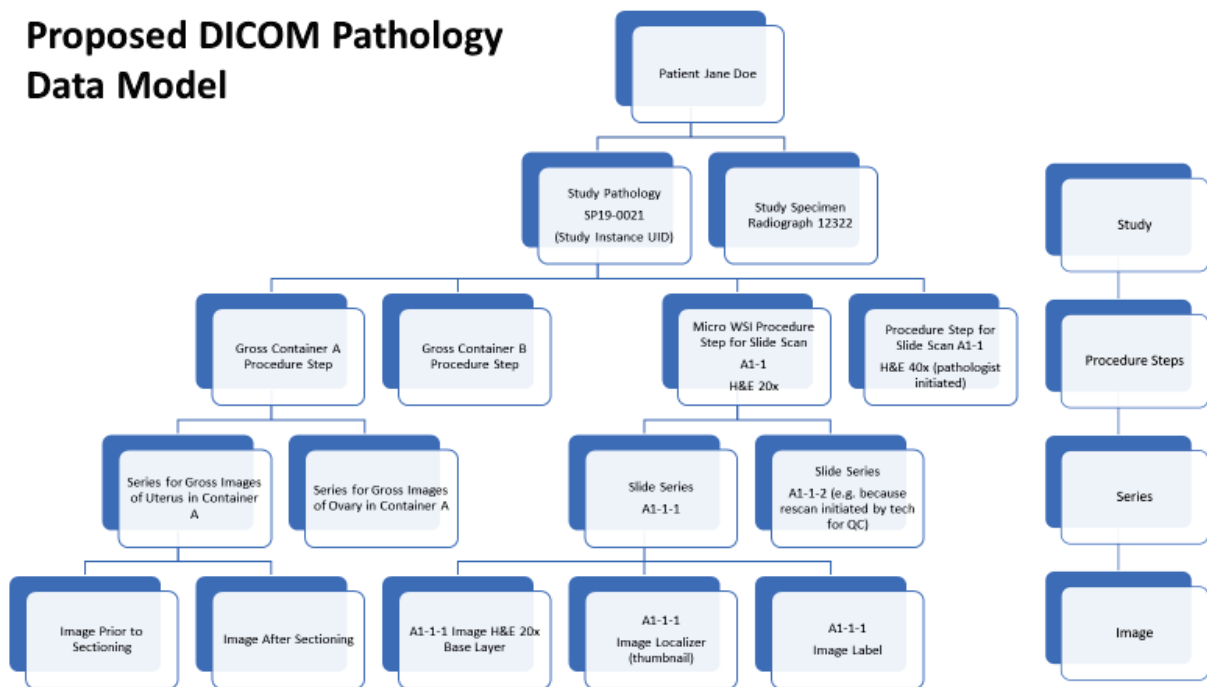 Proposed DICOM Pathology
Data Model
Patient Jane Doe
Study Pathology
SP19-0021
(Study Instance UID)
Study Specimen
Radiograph 12322
Study
Gross Container A
Procedure Step
Gross Container B
Procedure Step
Micro WSI Procedure
Step for Slide Scan
A1-1
H&E 20x
Procedure Step for
Slide Scan A1-1
H&E 40x (pathologist
initiated)
Procedure Steps
Series for Gross Images
of Uterus in Container
A
Series for Gross Images
of Ovary in Container A
Slide Series
A1-1-1
Slide Series
A1-1-2 (e.g. because
rescan initiated by tech
for QC)
Series
Image Prior to
Sectioning
Image After Sectioning
A1-1-1 Image H&E 20x
Base Layer
A1-1-1
Image Localizer
(thumbnail)
A1-1-1
Image Label
Image